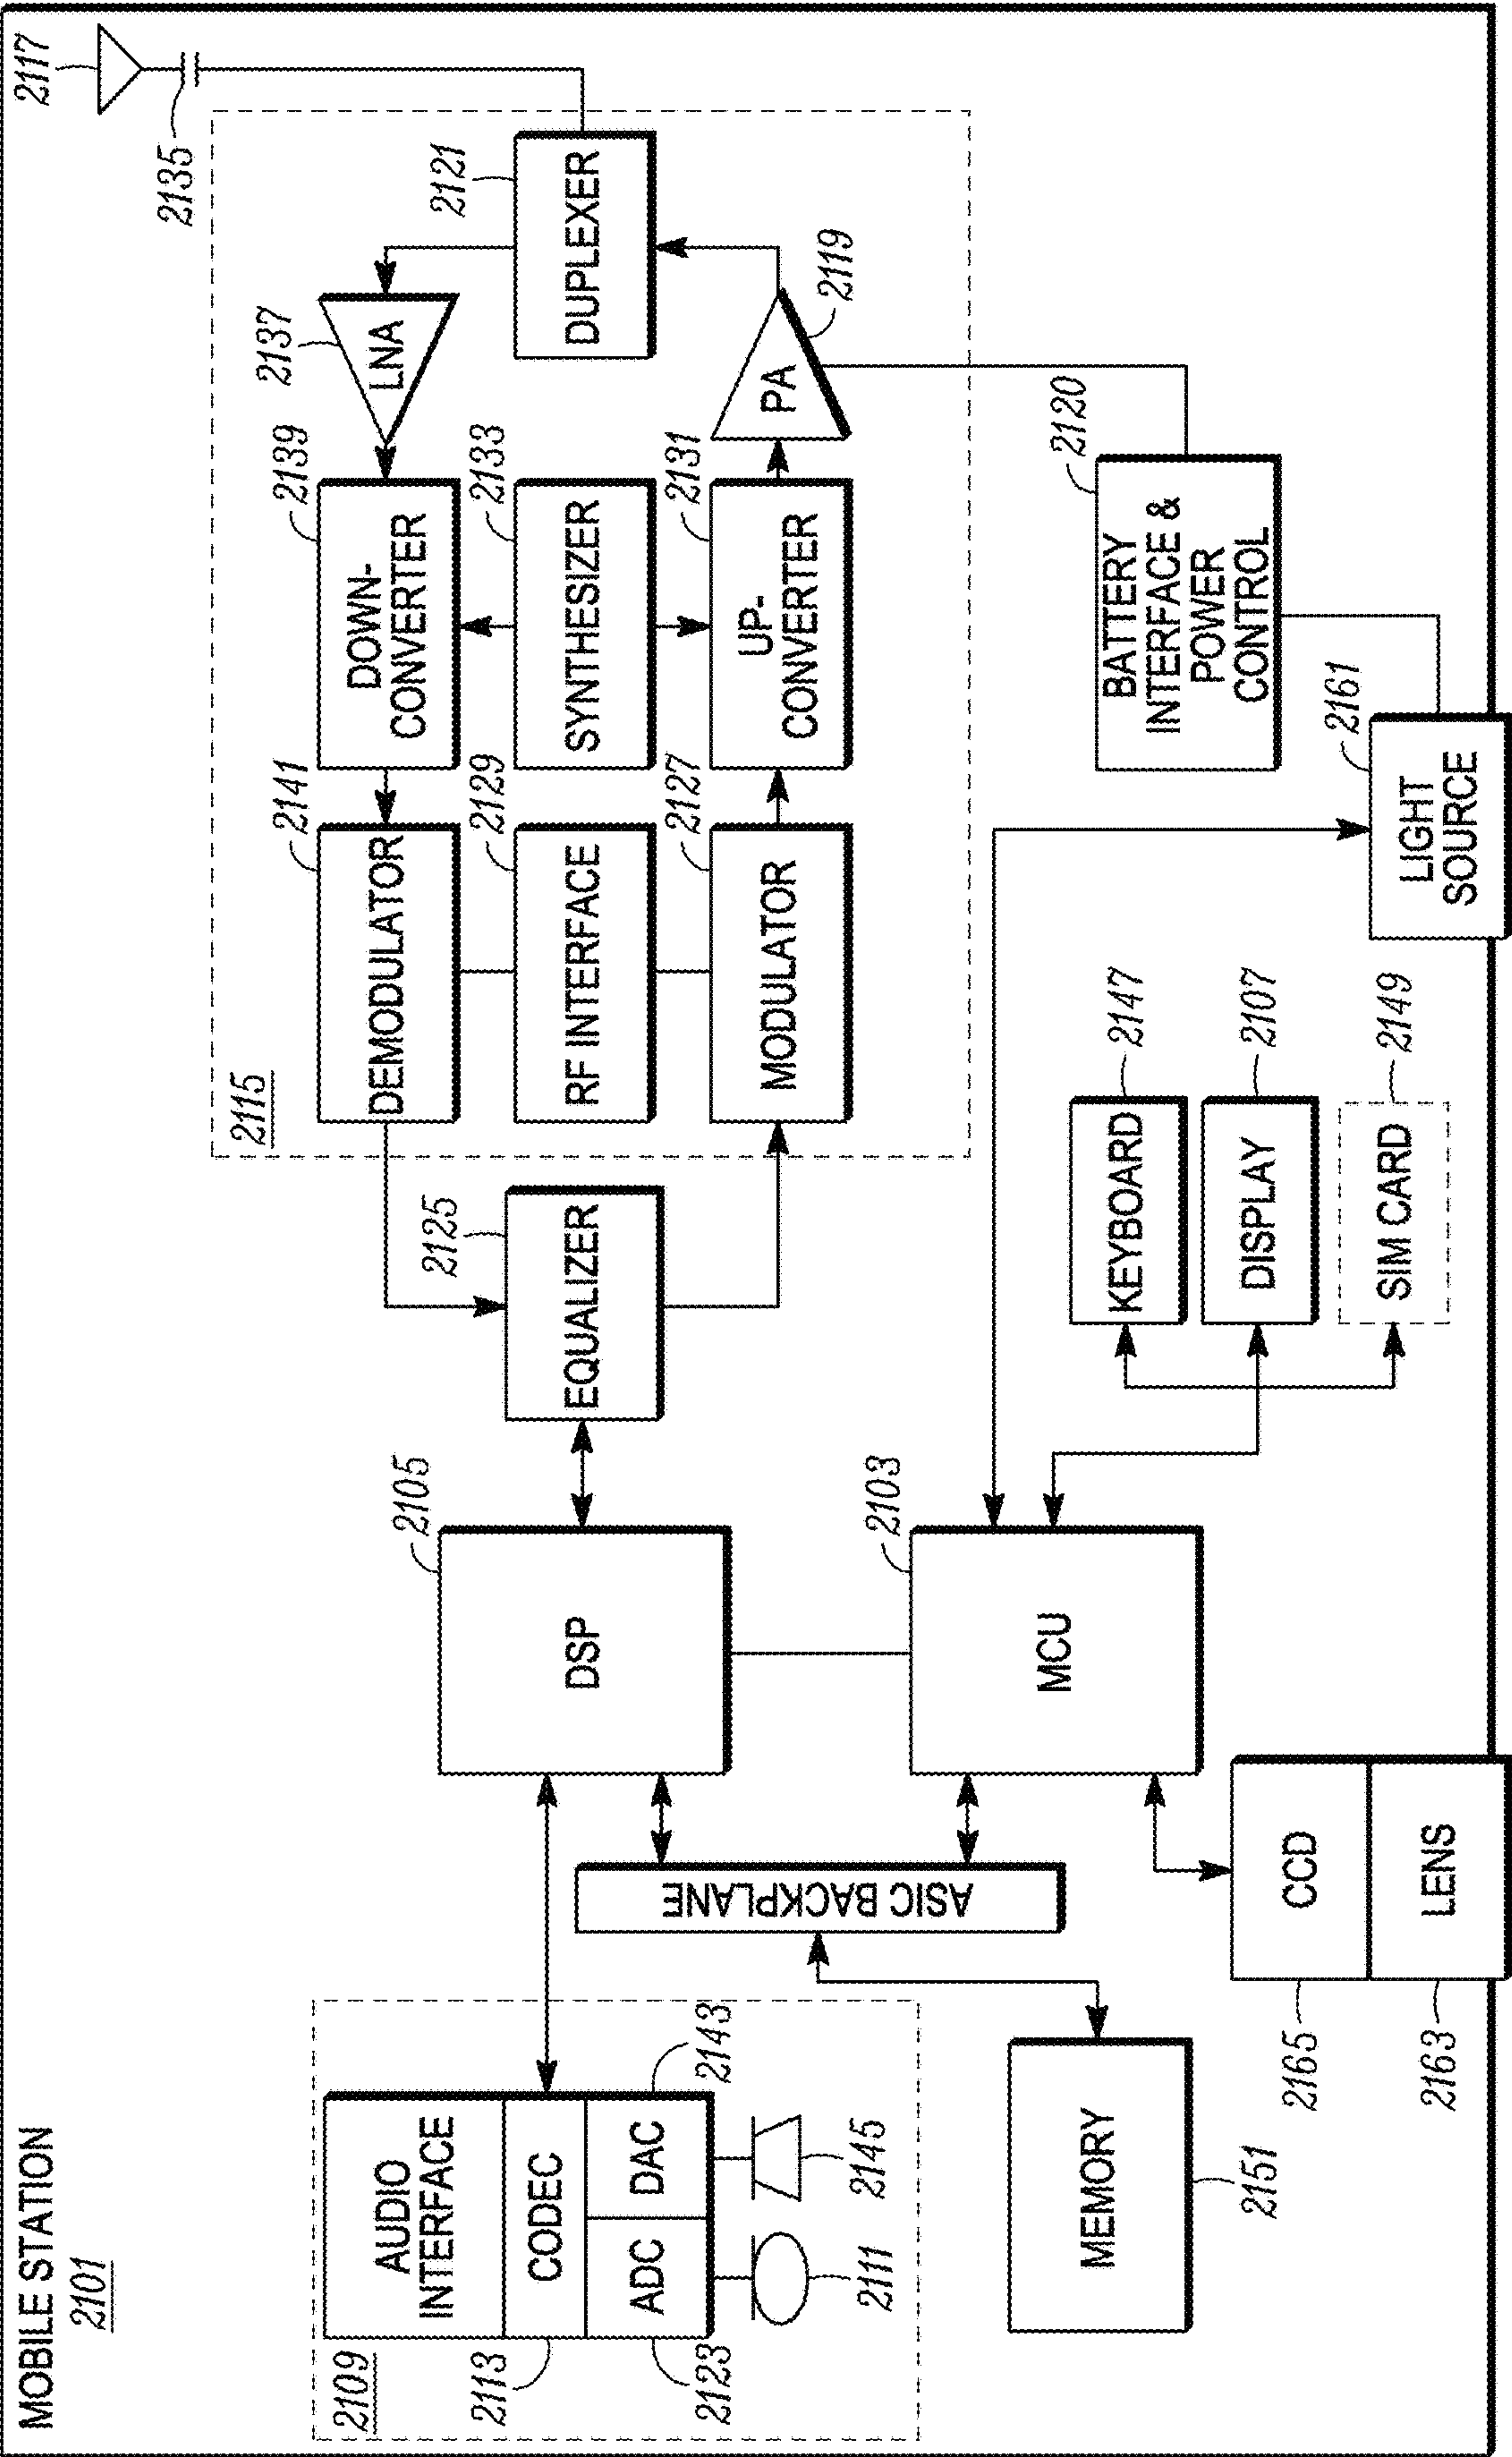 MOBILE STATION
2101
2109
AUDIO
INTERFACE
CODEC
ADC
DAC
2113
2123
2143
2111
2145
MEMORY
2151
ASIC BACKPLANE
DSP
2105
MCU
2103
CCD
LENS
2165
2163
EQUALIZER
2125
2115
DEMODULATOR
2141
RF INTERFACE
2129
MODULATOR
2127
DOWN-
CONVERTER
2139
SYNTHESIZER
2133
UP-
CONVERTER
2131
LNA
2137
PA
2119
DUPLEXER
2121
2135
2117
KEYBOARD
2147
DISPLAY
2107
SIM CARD
2149
BATTERY
INTERFACE &
POWER
CONTROL
2120
LIGHT
SOURCE
2161